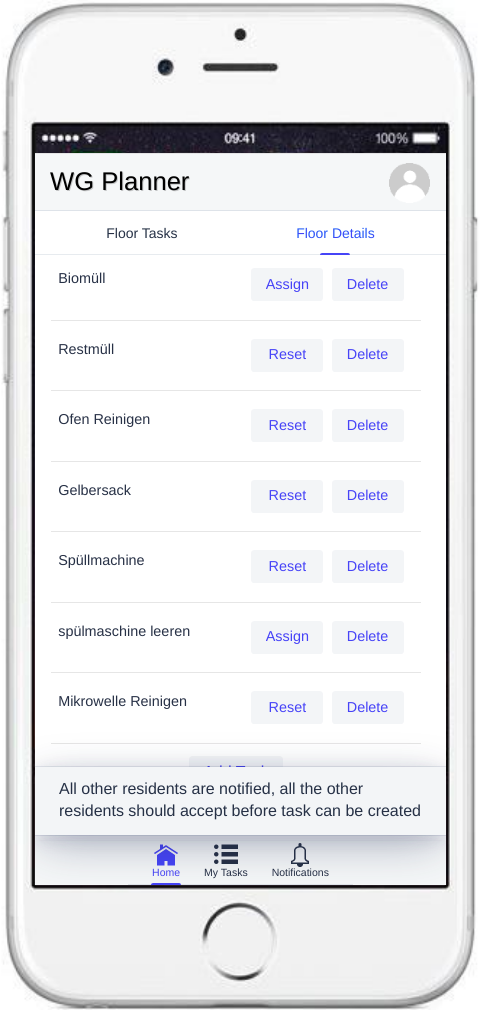 09:41
100%
WG Planner
Floor Tasks
Floor Details
Biomüll
Assign
Delete
Restmüll
Reset
Delete
Ofen Reinigen
Reset
Delete
Gelbersack
Reset
Delete
Spüllmachine
Reset
Delete
spülmaschine leeren
Assign
Delete
Mikrowelle Reinigen
Reset
Delete
All other residents are notified, all the other
residents should accept before task can be created
Home
My Tasks
Notifications